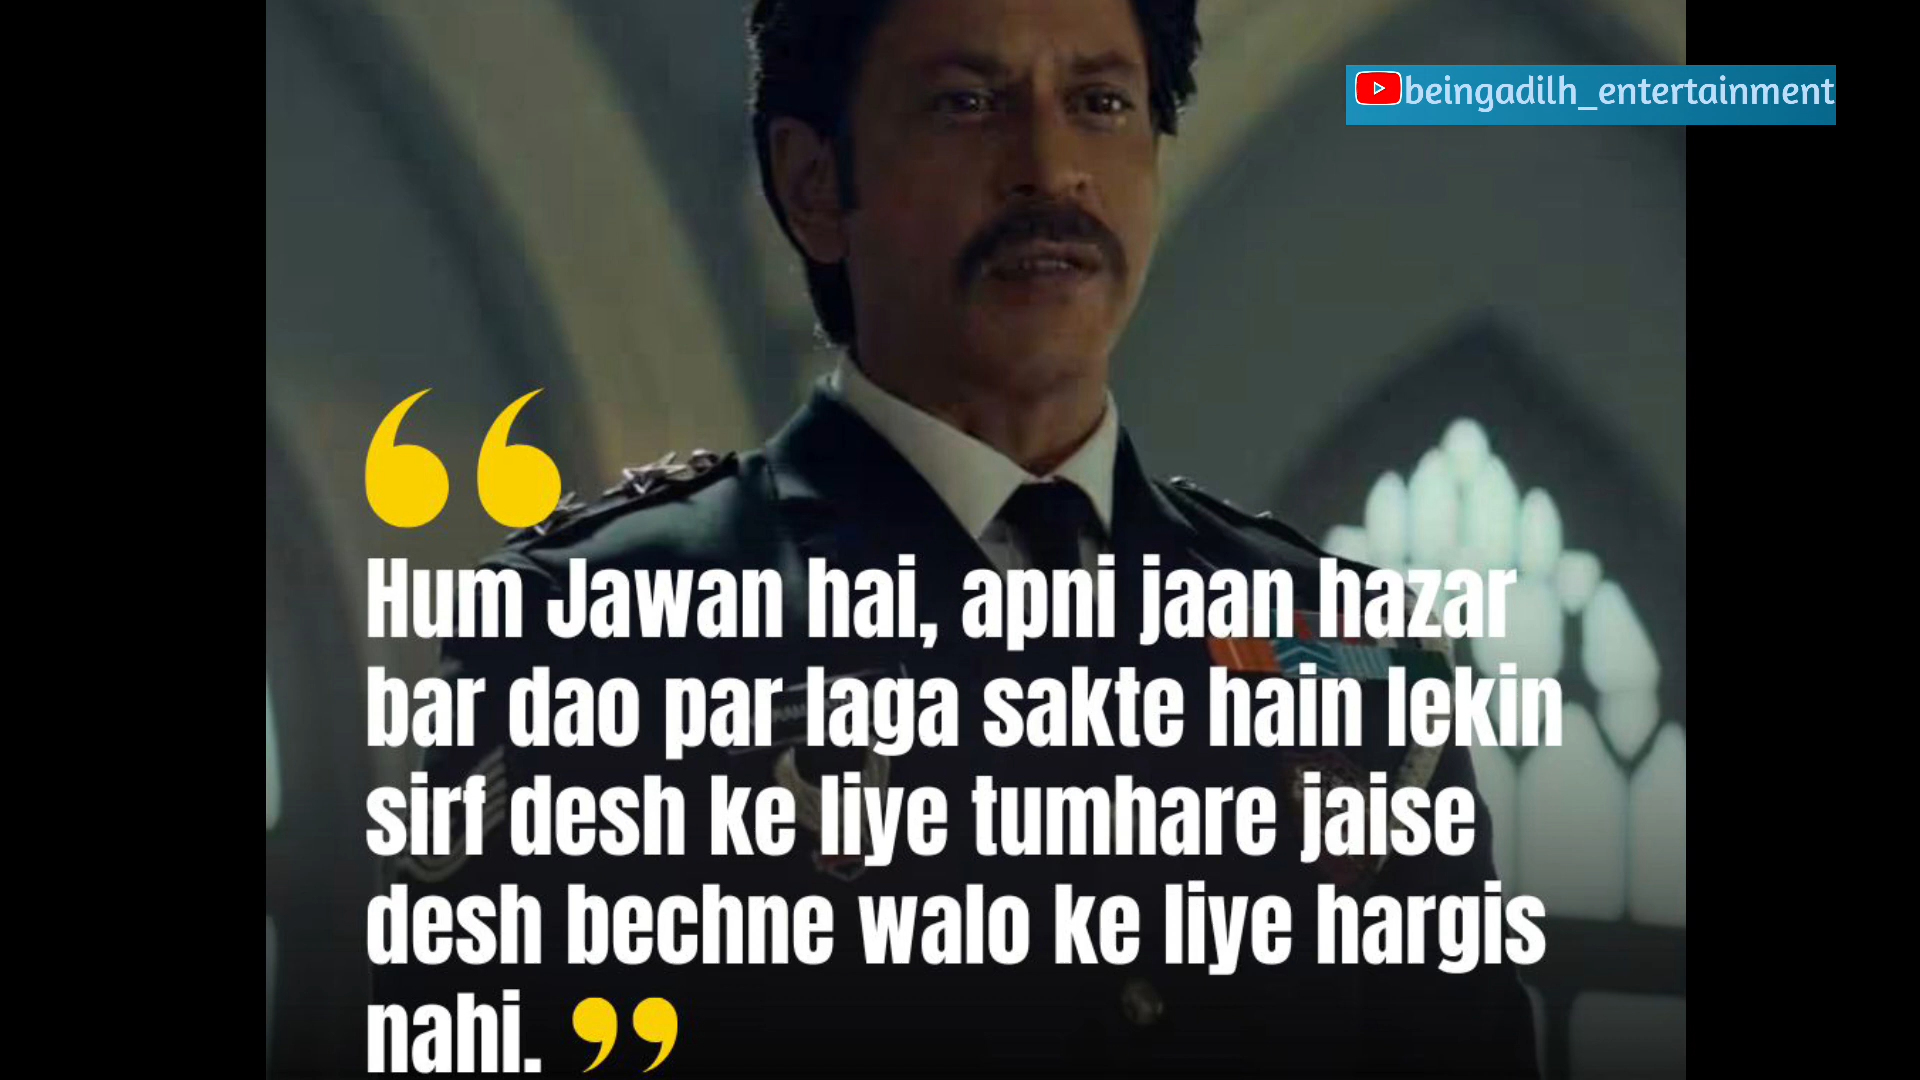 beingadilh_entertainment
Hum Jawan hai, apni jaan hazar
bar dao par laga sakte hain lekin
sirf desh ke liye tumhare jaise
desh bechne walo ke liye hargis
nahi.